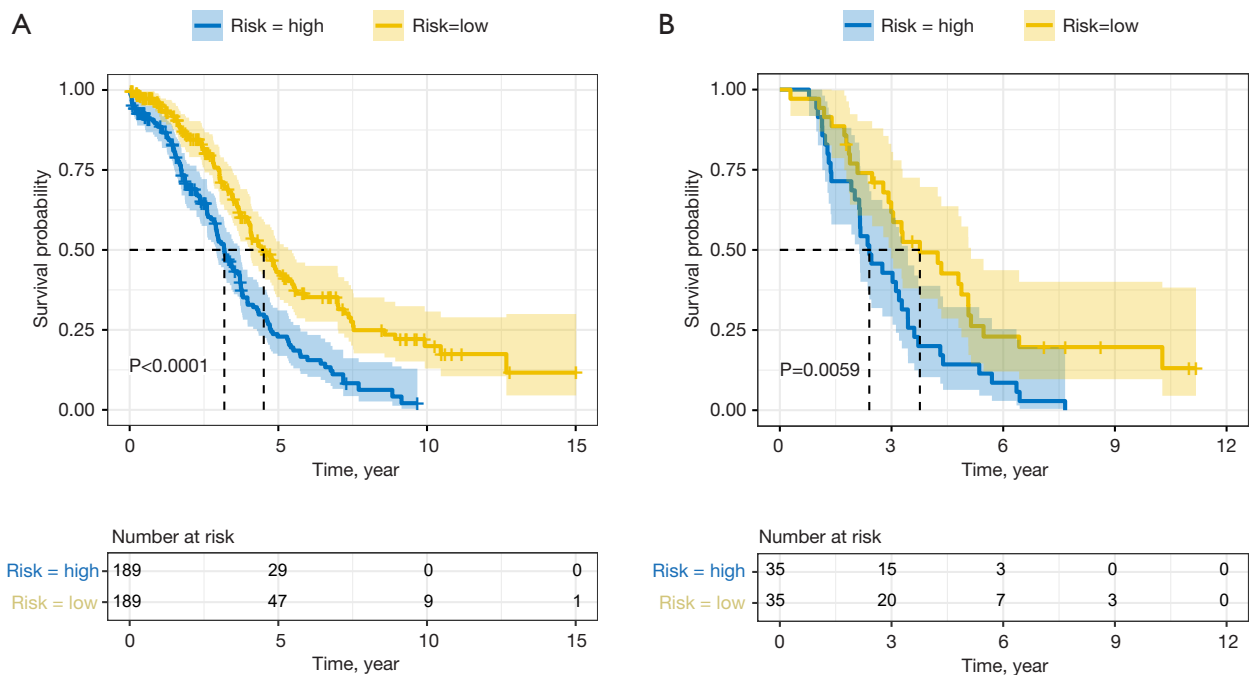 A
Risk = high
Risk=low
Survival probability
1.00
0.75
0.50
0.25
0.00
P<0.0001
0 5 10 15
Time, year
Number at risk
Risk = high 189 29 0 0
Risk = low 189 47 9 1
0 5 10 15
Time, year
B
Risk = high
Risk=low
Survival probability
1.00
0.75
0.50
0.25
0.00
P=0.0059
0 3 6 9 12
Time, year
Number at risk
Risk = high 35 15 3 0 0
Risk = low 35 20 7 3 0
0 3 6 9 12
Time, year